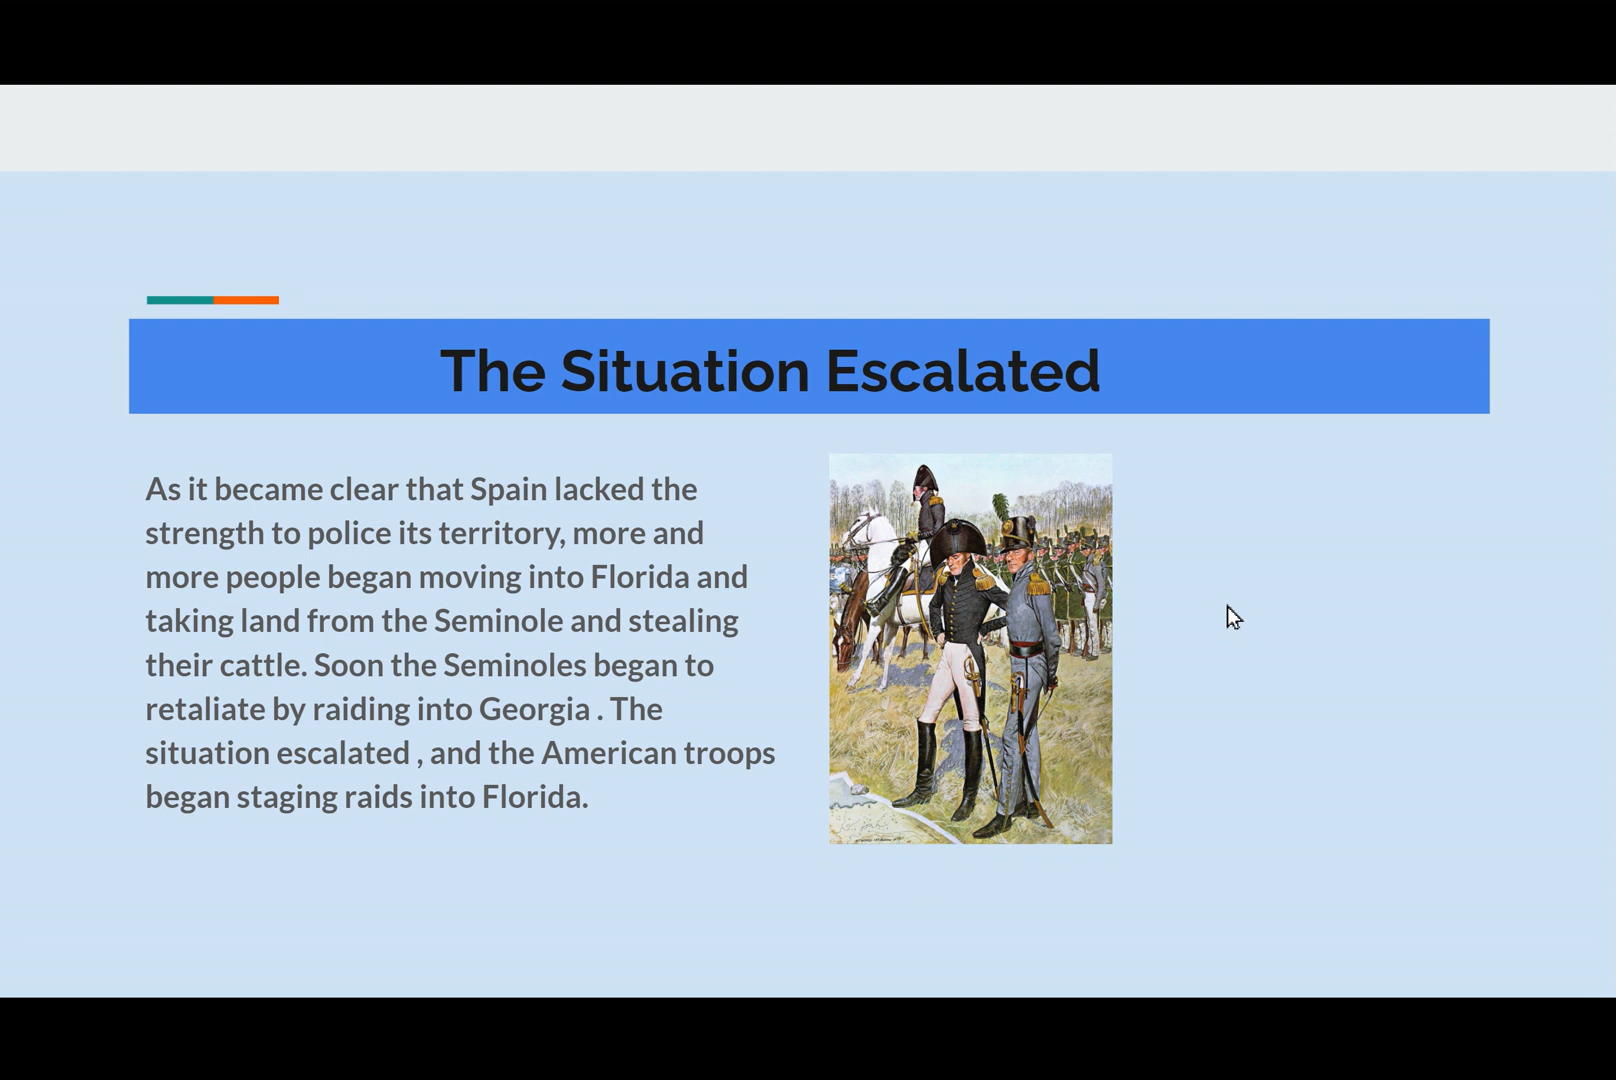 The Situation Escalated
As it became clear that Spain lacked the
strength to police its territory, more and
more people began moving into Florida and
taking land from the Seminole and stealing
their cattle. Soon the Seminoles began to
retaliate by raiding into Georgia . The
situation escalated , and the American troops
began staging raids into Florida.